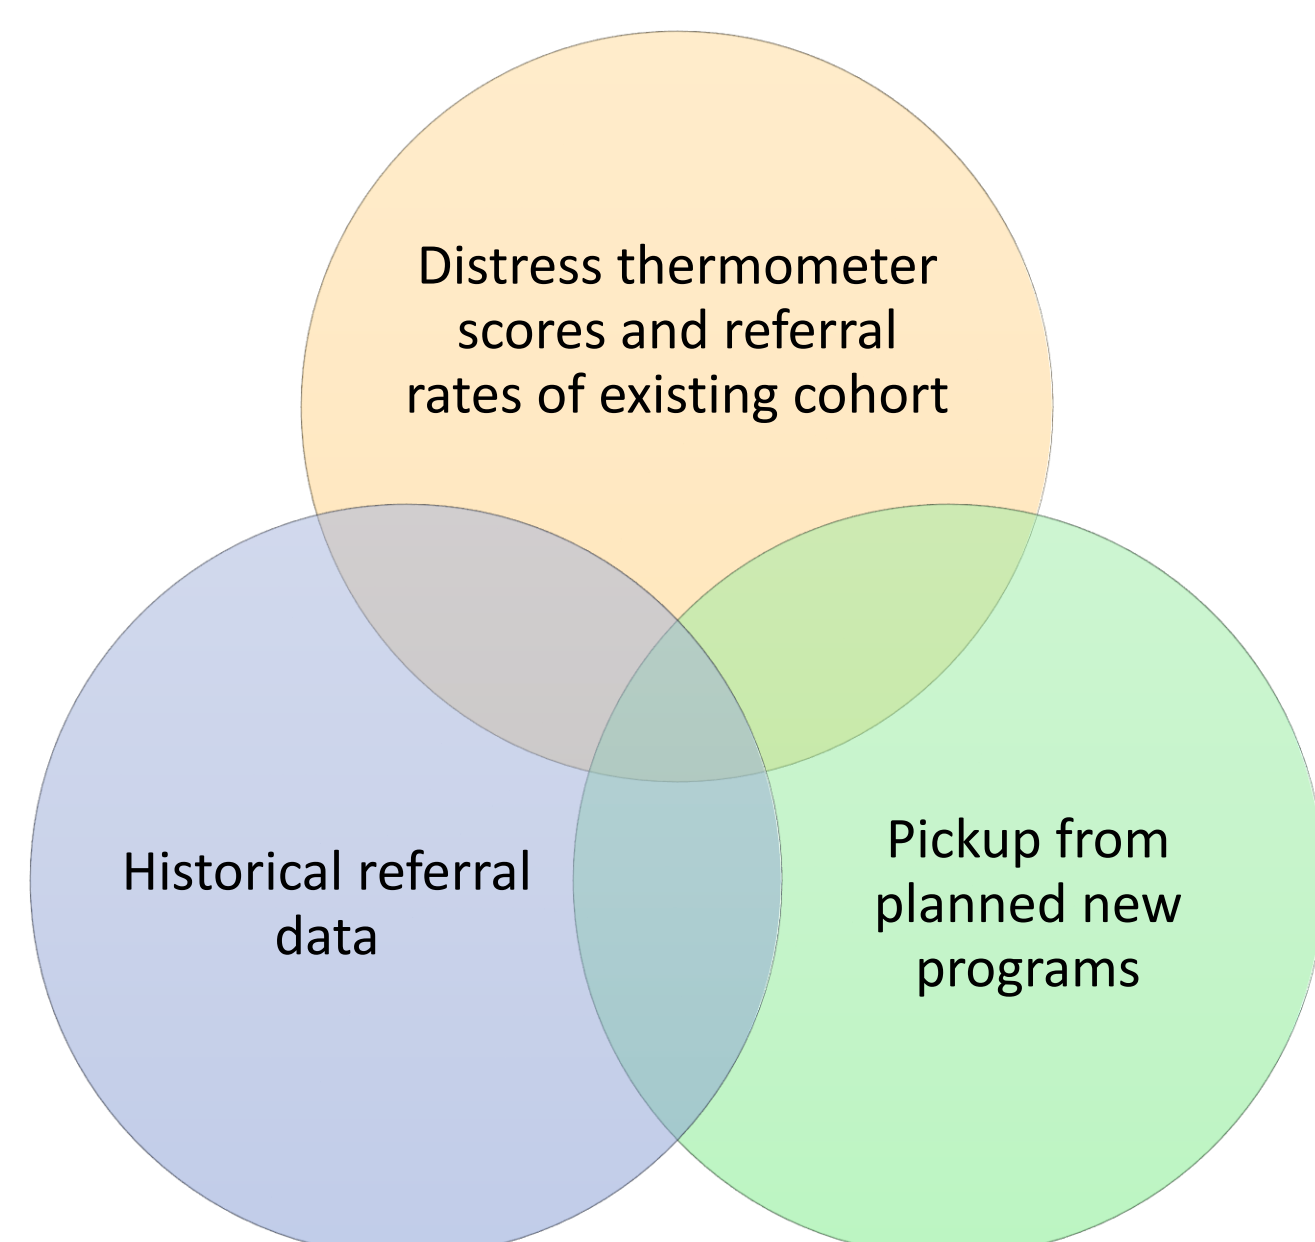 Distress thermometer
scores and referral
rates of existing cohort
Historical referral
data
Pickup from
planned new
programs